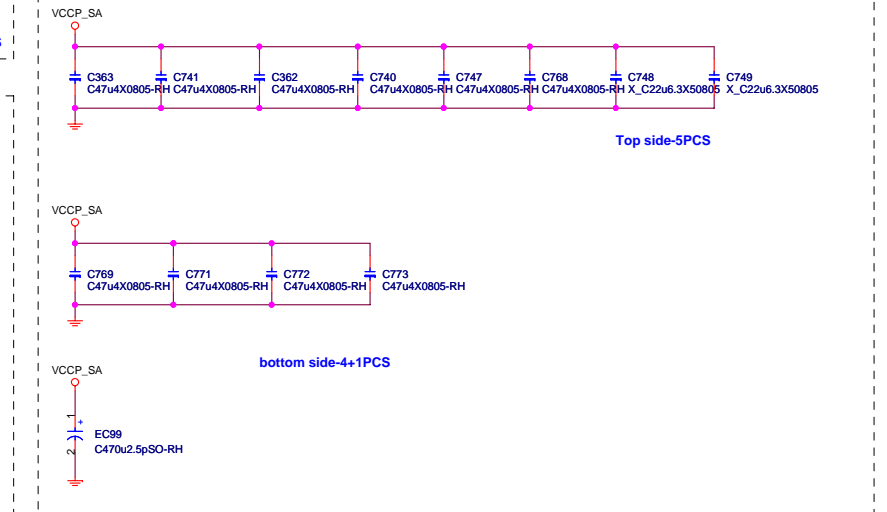 VCCP_SA
C363
C47u4X0805-RH
C741
C47u4X0805-RH
C362
C47u4X0805-RH
C740
C47u4X0805-RH
C747
C47u4X0805-RH
C768
C47u4X0805-RH
C748
X_C22u6.3X50805
C749
X_C22u6.3X50805
Top side-5PCS
VCCP_SA
C769
C47u4X0805-RH
C771
C47u4X0805-RH
C772
C47u4X0805-RH
C773
C47u4X0805-RH
bottom side-4+1PCS
VCCP_SA
1
+
EC99
C470u2.5pSO-RH
2